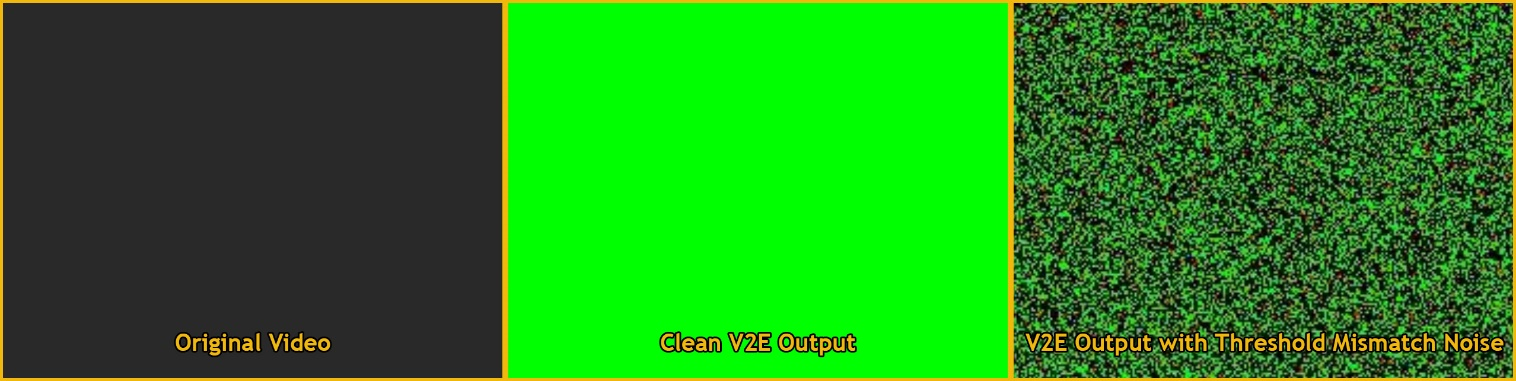 Original Video
Clean V2E Output
V2E Output with Threshold Mismatch Noise